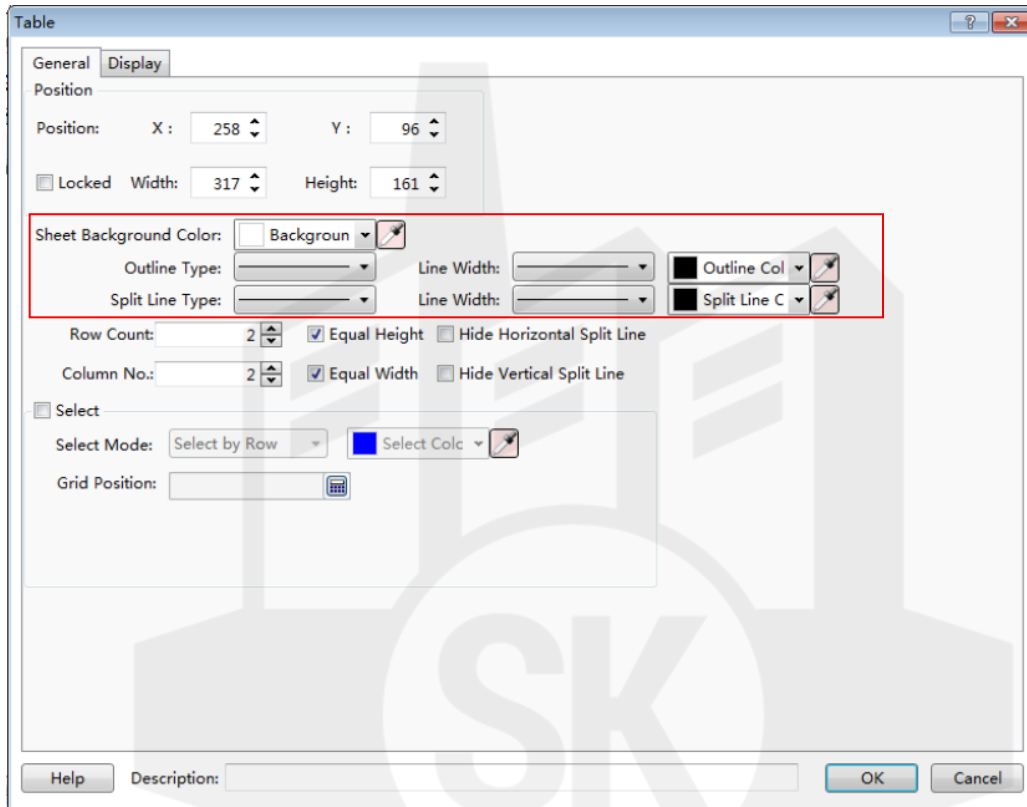 Table
General Display
Position
Position: X : 258 Y : 96
Locked Width: 317 Height: 161
Sheet Background Color: Backgroun
Outline Type: Line Width: Outline Col
Split Line Type: Line Width: Split Line C
Row Count: 2 Equal Height Hide Horizontal Split Line
Column No.: 2 Equal Width Hide Vertical Split Line
Select
Select Mode: Select by Row Select Colc
Grid Position:
SK
Help Description: OK Cancel